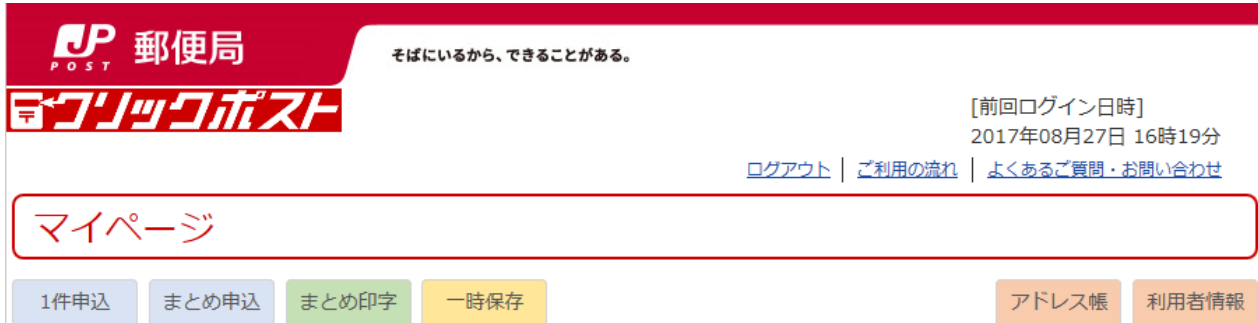 JP
POST
郵便局
そばにいるから、できることがある。
クリックポスト
[前回ログイン日時]
2017年08月27日 16時19分
ログアウト | ご利用の流れ | よくあるご質問・お問い合わせ
マイページ
1件申込 まとめ申込 まとめ印字 一時保存 アドレス帳 利用者情報